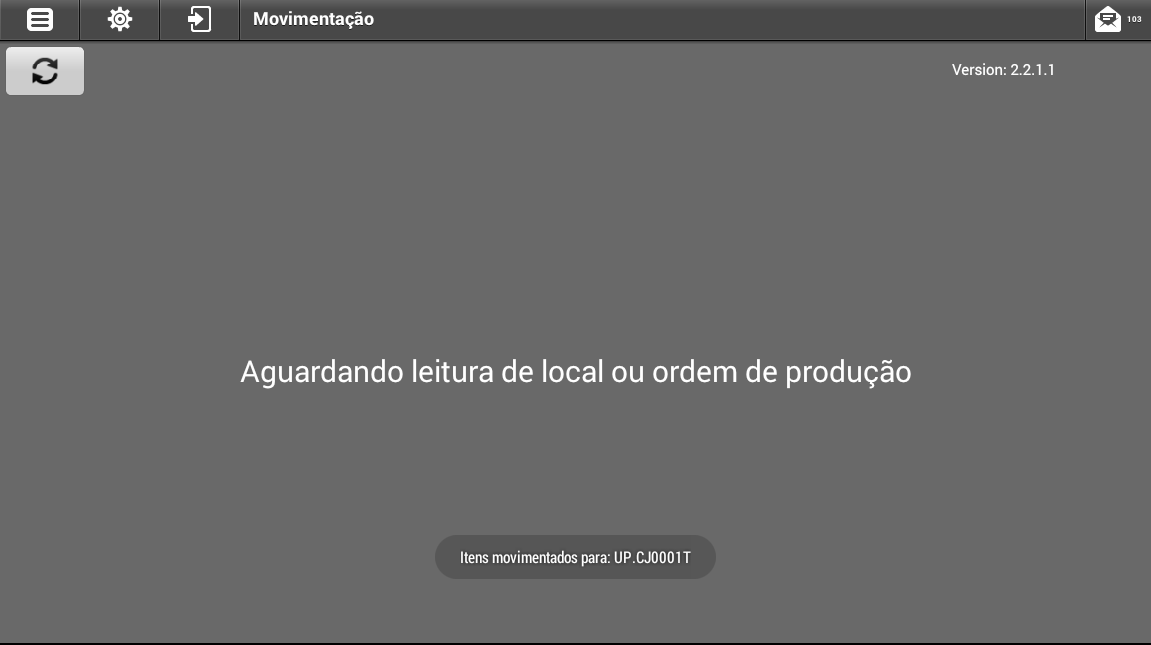 Movimentação
103
Version: 2.2.1.1
Aguardando leitura de local ou ordem de produção
Itens movimentados para: UP.CJ0001T